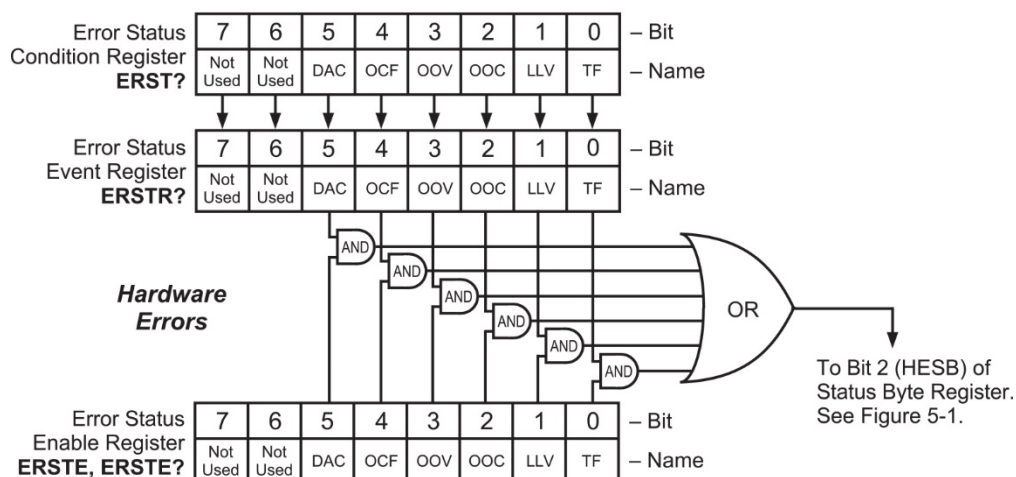 Error Status
Condition Register
ERST?
7 6 5 4 3 2 1 0 – Bit
Not Used Not Used DAC OCF OOV OOC LLV TF – Name
Error Status
Event Register
ERSTR?
7 6 5 4 3 2 1 0 – Bit
Not Used Not Used DAC OCF OOV OOC LLV TF – Name
AND
AND
AND
AND
AND
AND
OR
Hardware
Errors
To Bit 2 (HESB) of
Status Byte Register.
See Figure 5-1.
Error Status
Enable Register
ERSTE, ERSTE?
7 6 5 4 3 2 1 0 – Bit
Not Used Not Used DAC OCF OOV OOC LLV TF – Name